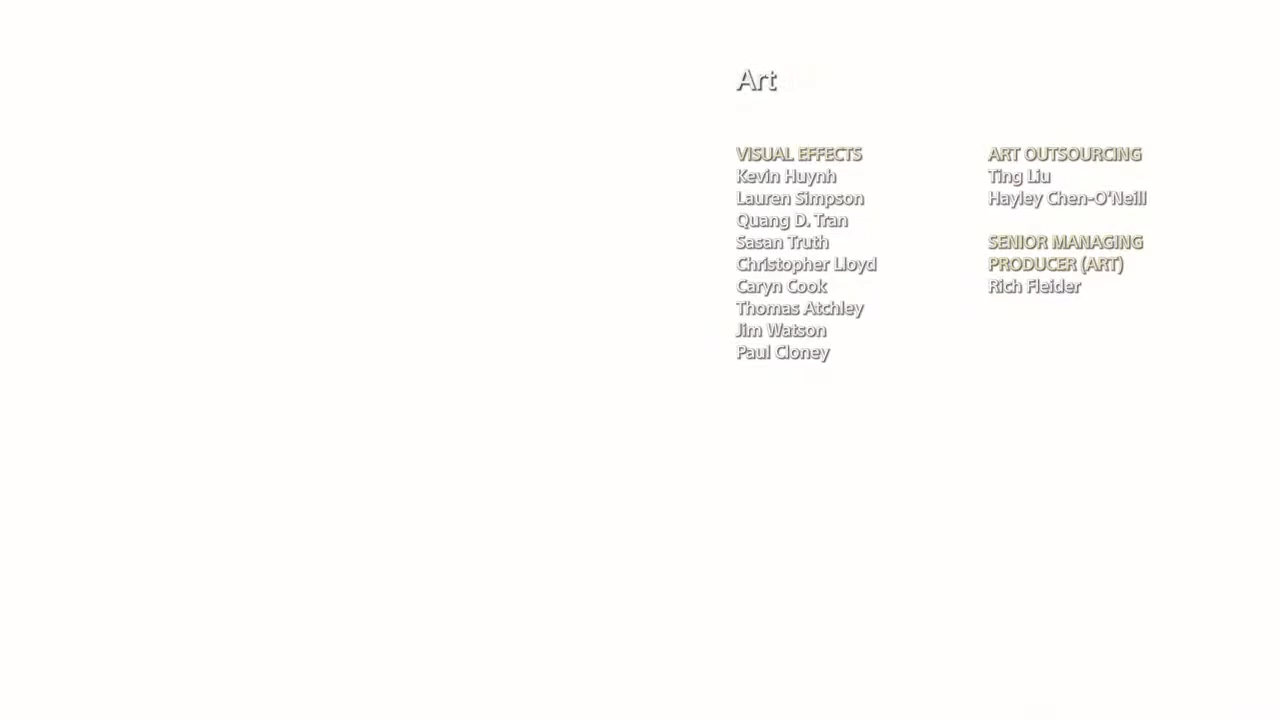 Art
VISUAL EFFECTS
Kevin Huynh
Lauren Simpson
Quang D. Tran
Sasan Truth
Christopher Lloyd
Caryn Cook
Thomas Atchley
Jim Watson
Paul Cloney
ART OUTSOURCING
Ting Liu
Hayley Chen-O'Neill
SENIOR MANAGING
PRODUCER (ART)
Rich Fleider